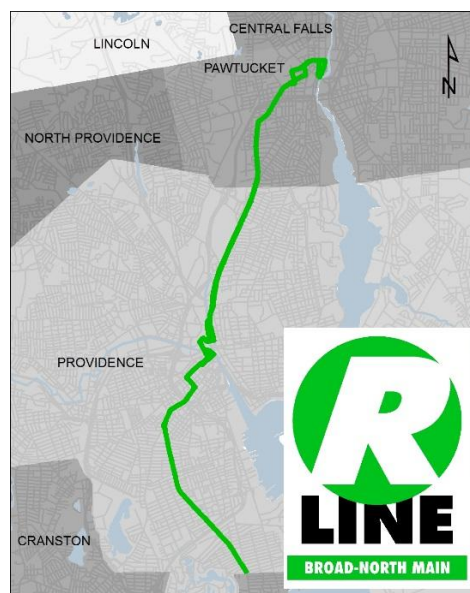 CENTRAL FALLS
LINCOLN
PAWTUCKET
N
NORTH PROVIDENCE
PROVIDENCE
R
LINE
CRANSTON
BROAD-NORTH MAIN